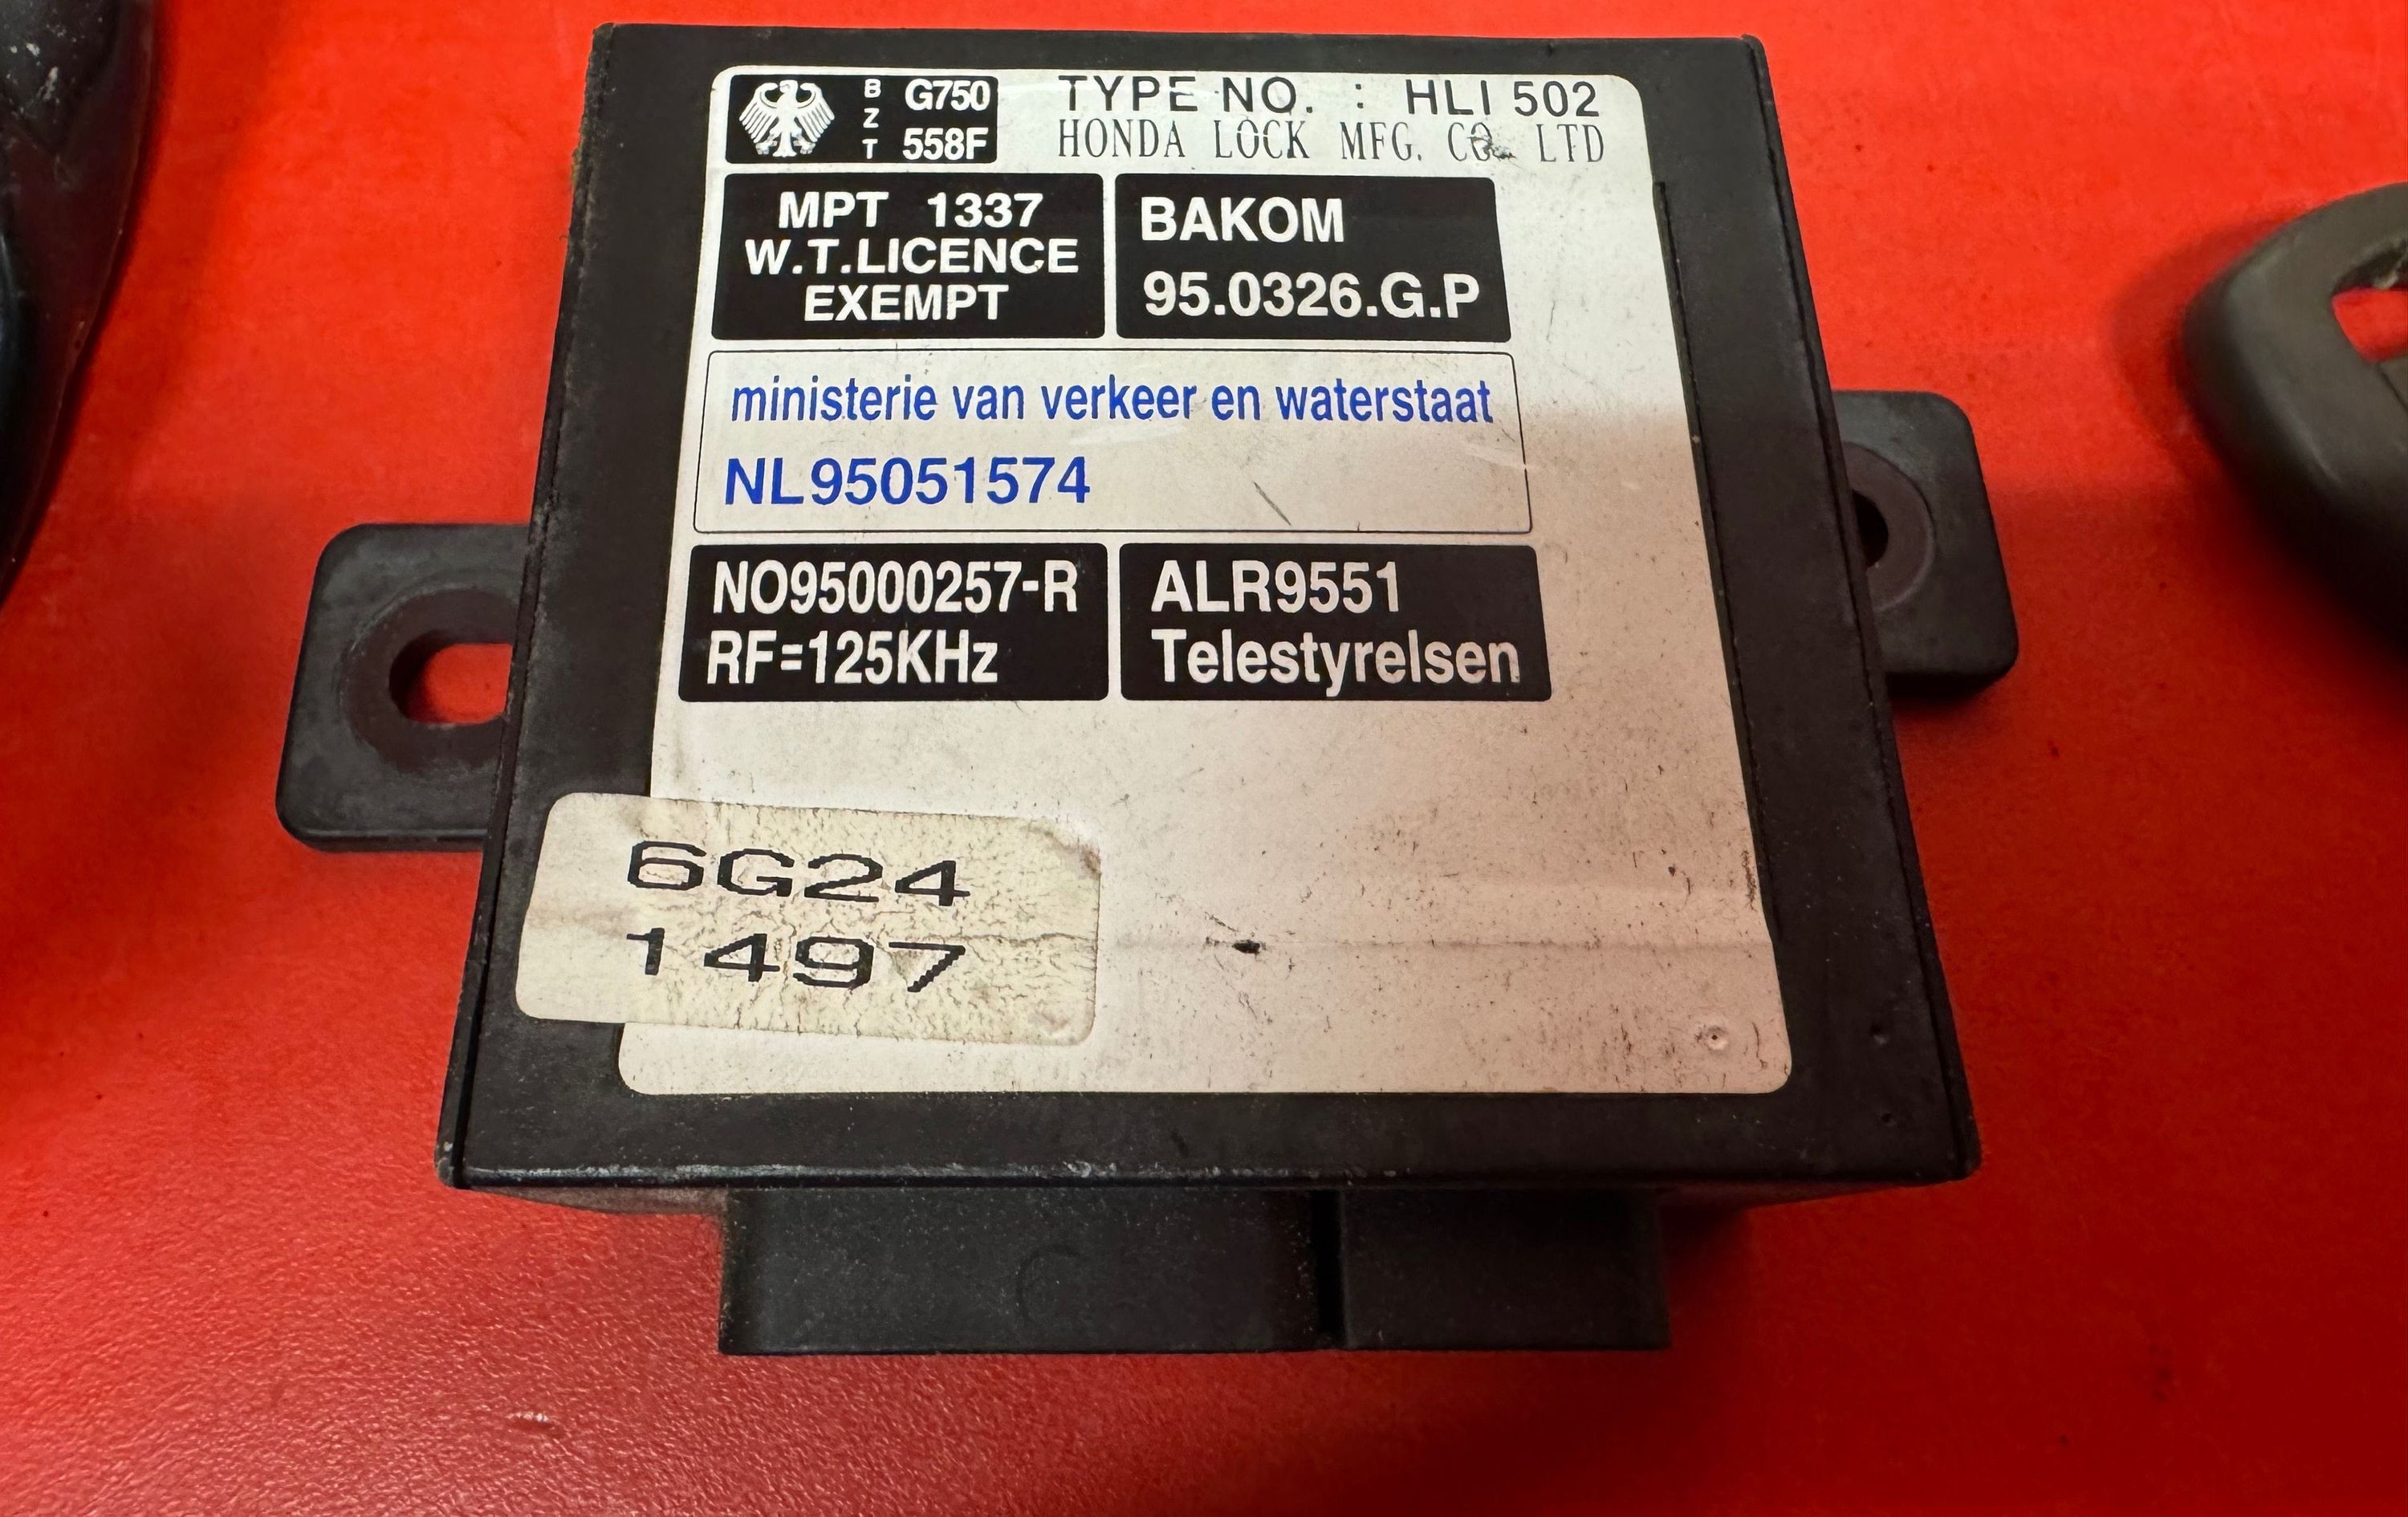 BZT
G750
558F
TYPE NO. : HLI 502
HONDA LOCK MFG. CO. LTD
MPT 1337
W.T.LICENCE
EXEMPT
BAKOM
95.0326.G.P
ministerie van verkeer en waterstaat
NL95051574
NO95000257-R
RF=125KHz
ALR9551
Telestyrelsen
6G24
1497